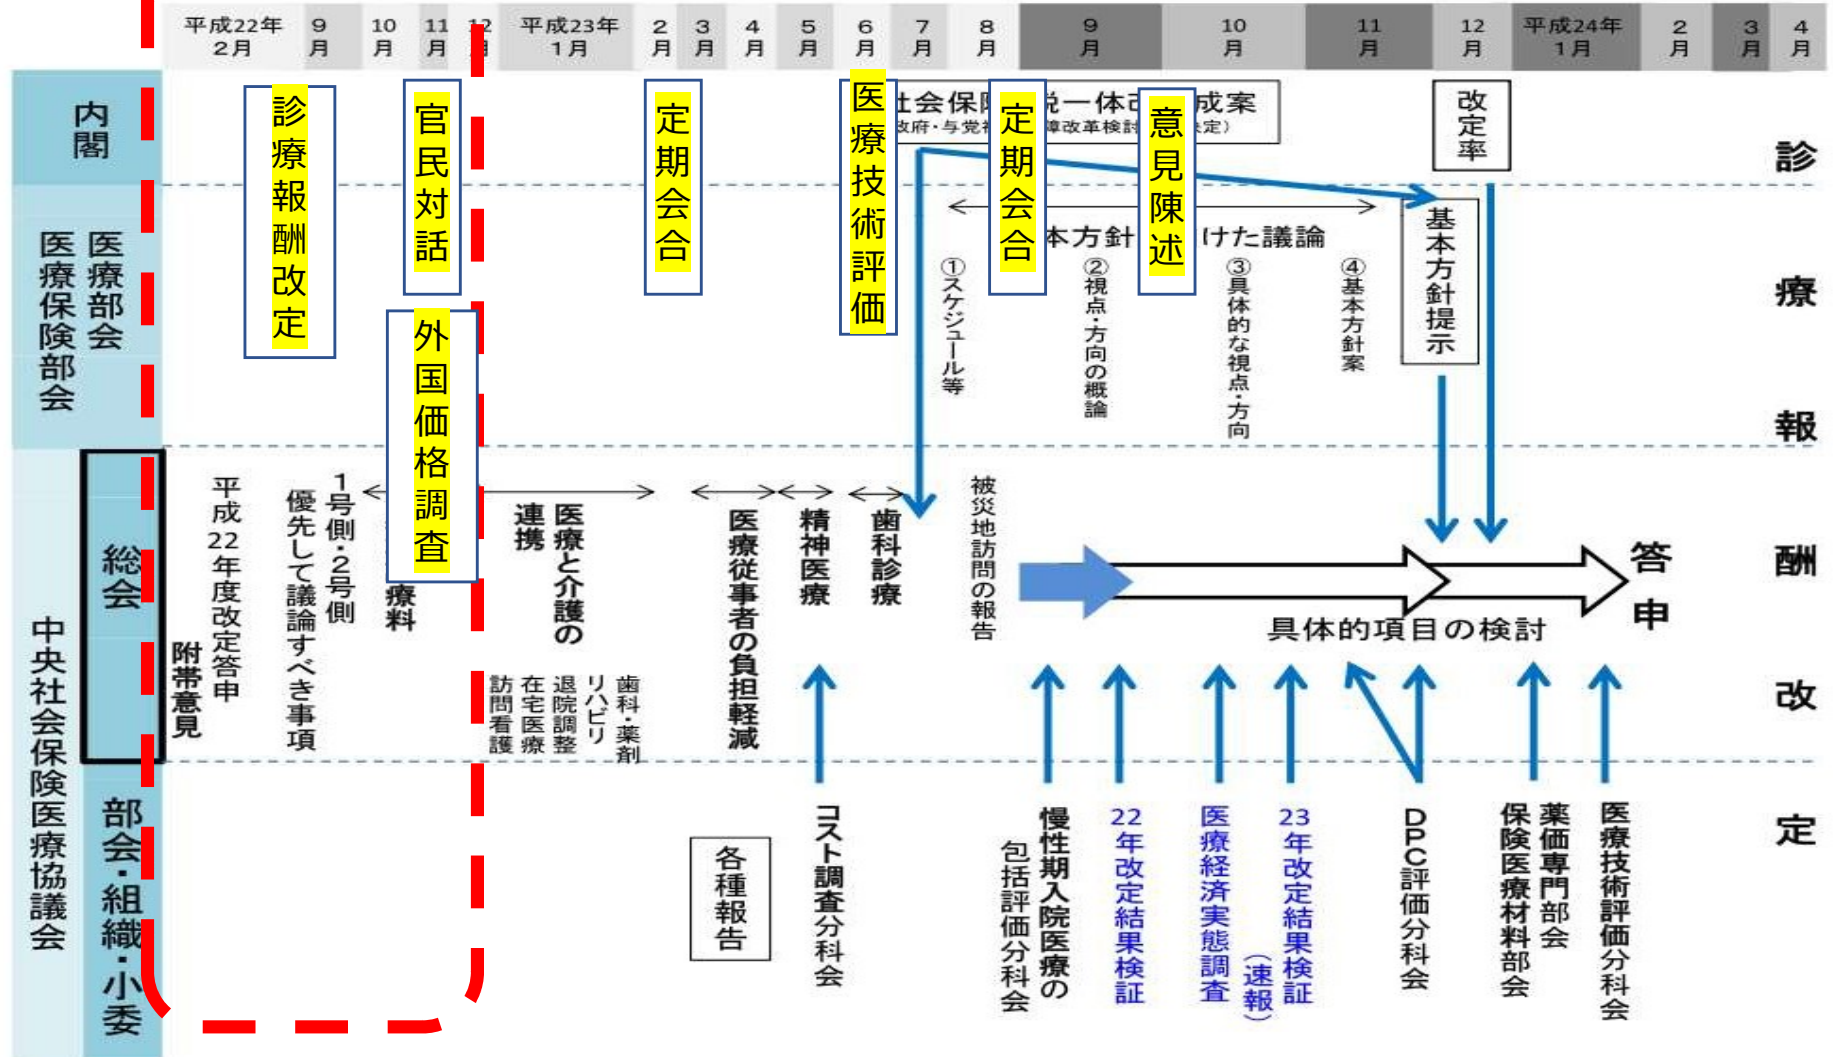 平成22年
2月
9月
10月
11月
12月
平成23年
1月
2月
3月
4月
5月
6月
7月
8月
9月
10月
11月
12月
平成24年
1月
2月
3月
4月
内閣
診療報酬改定
官民対話
定期会合
医療技術評価
定期会合
意見陳述
改定率
医療部会
医療保険部会
外国価格調査
本方針
けた議論
①スケジュール等
②視点・方向の概論
③具体的な視点・方向
④基本方針案
基本方針提示
中央社会保険医療協議会
総会
平成22年度改定答申
附帯意見
1号側・2号側
優先して議論すべき事項
療料
医療と介護の
連携
歯科・薬剤
リハビリ
退院調整
在宅医療
訪問看護
医療従事者の負担軽減
精神医療
歯科診療
被災地訪問の報告
具体的項目の検討
答申
部会・組織・小委
各種報告
コスト調査分科会
慢性期入院医療の
包括評価分科会
22年改定結果検証
医療経済実態調査
23年改定結果検証
（速報）
DPC評価分科会
薬価専門部会
保険医療材料部会
医療技術評価分科会
診療報酬改定